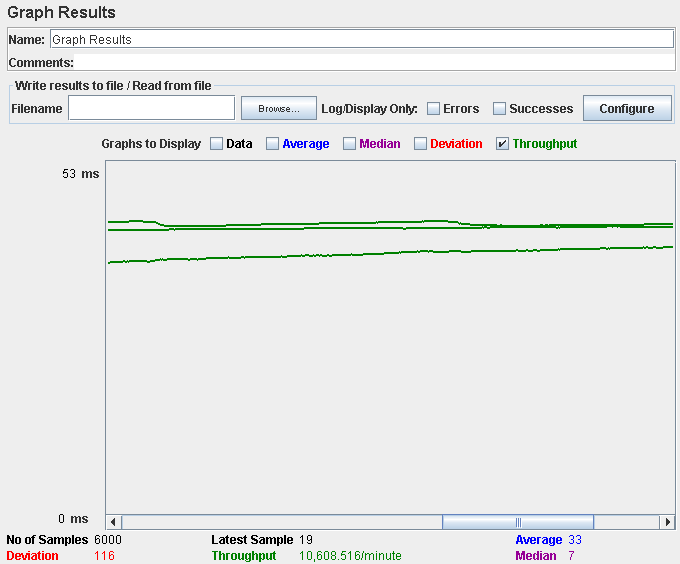 Graph Results
Name: Graph Results
Comments:
Write results to file / Read from file
Filename Browse... Log/Display Only: Errors Successes Configure
Graphs to Display Data Average Median Deviation Throughput
53 ms
0 ms
No of Samples 6000 Latest Sample 19 Average 33
Deviation 116 Throughput 10,608.516/minute Median 7